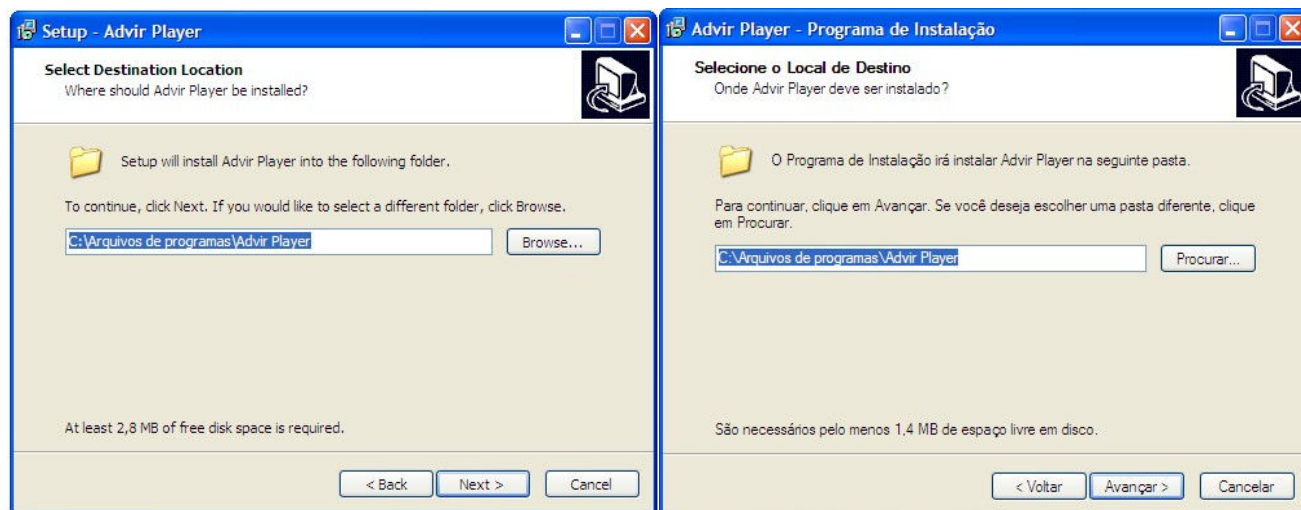 Setup - Advir Player
Select Destination Location
Where should Advir Player be installed?
Setup will install Advir Player into the following folder.
To continue, click Next. If you would like to select a different folder, click Browse.
C:\Arquivos de programas\Advir Player
Browse...
At least 2,8 MB of free disk space is required.
< Back
Next >
Cancel
Advir Player - Programa de Instalação
Selecione o Local de Destino
Onde Advir Player deve ser instalado?
O Programa de Instalação irá instalar Advir Player na seguinte pasta.
Para continuar, clique em Avançar. Se você deseja escolher uma pasta diferente, clique
em Procurar.
C:\Arquivos de programas\Advir Player
Procurar...
São necessários pelo menos 1,4 MB de espaço livre em disco.
< Voltar
Avançar >
Cancelar